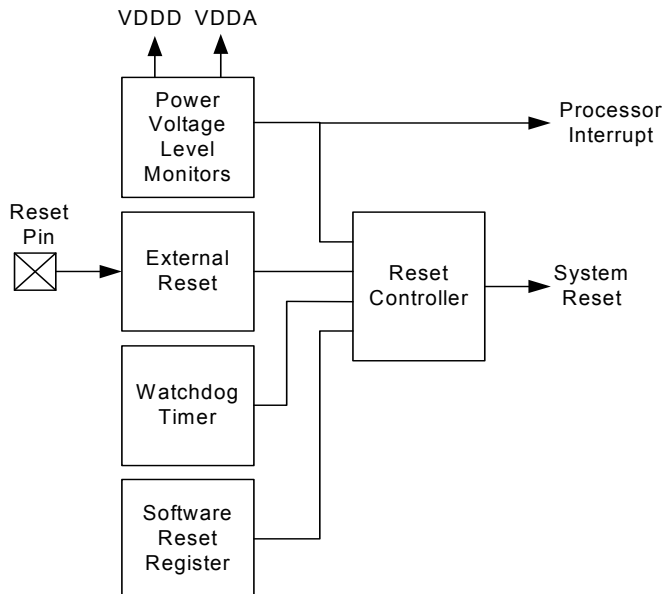 VDDD VDDA
Power
Voltage
Level
Monitors
Processor
Interrupt
Reset
Pin
External
Reset
Reset
Controller
System
Reset
Watchdog
Timer
Software
Reset
Register